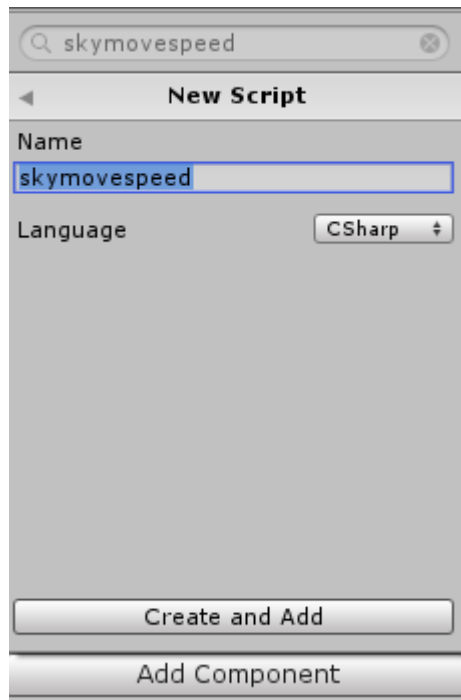 skymovespeed
New Script
Name
skymovespeed
Language CSharp
Create and Add
Add Component